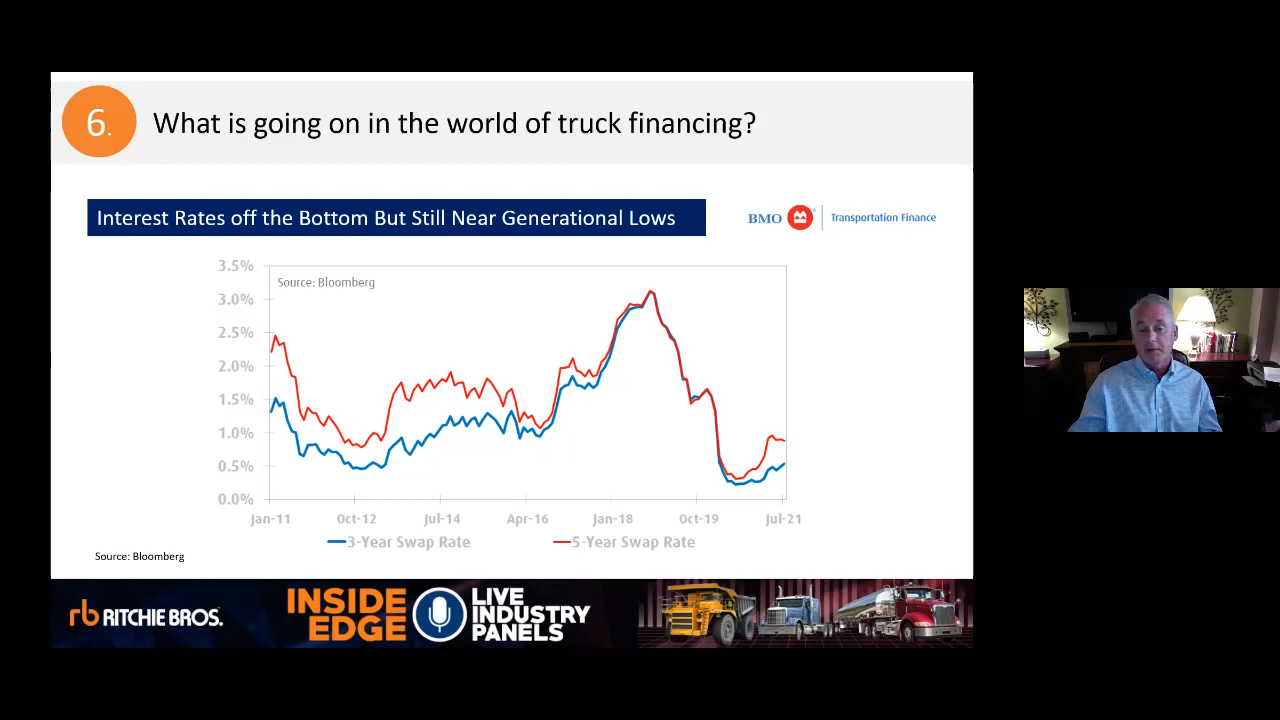 6.
What is going on in the world of truck financing?
Interest Rates off the Bottom But Still Near Generational Lows
BMO
Transportation Finance
Source: Bloomberg
3.5%
3.0%
2.5%
2.0%
1.5%
1.0%
0.5%
0.0%
Jan-11 Oct-12 Jul-14 Apr-16 Jan-18 Oct-19 Jul-21
3-Year Swap Rate 5-Year Swap Rate
Source: Bloomberg
rb RITCHIE BROS.
INSIDE
EDGE
LIVE
INDUSTRY
PANELS